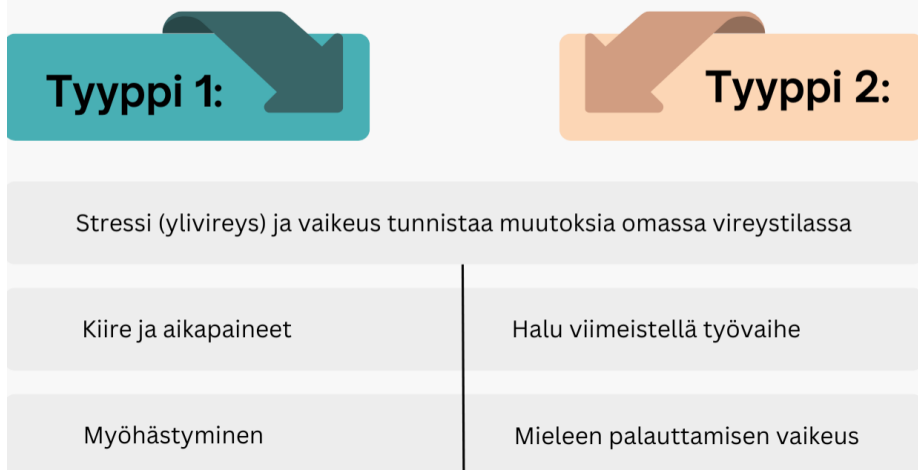 Tyyppi 1:
Tyyppi 2:
Stressi (ylivireys) ja vaikeus tunnistaa muutoksia omassa vireystilassa
Kiire ja aikapaineet
Halu viimeistellä työvaihe
Myöhästyminen
Mieleen palauttamisen vaikeus